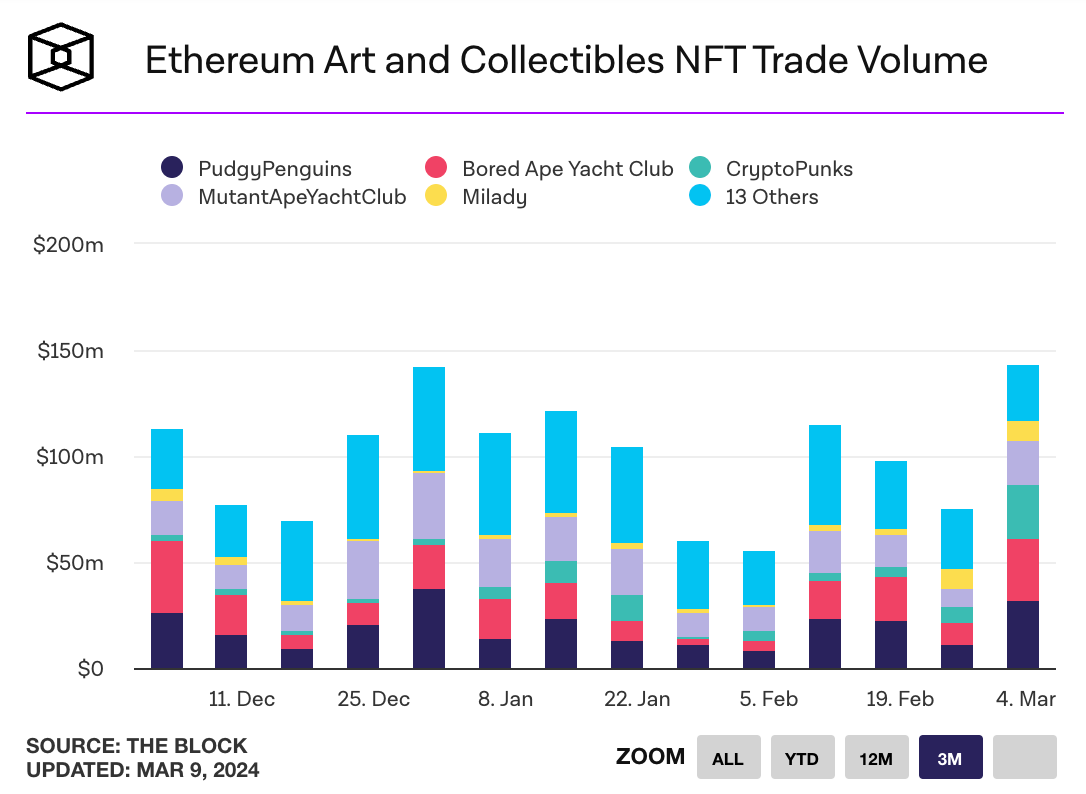 Ethereum Art and Collectibles NFT Trade Volume
PudgyPenguins Bored Ape Yacht Club CryptoPunks
MutantApeYachtClub Milady 13 Others
$200m
$150m
$100m
$50m
$0
11. Dec 25. Dec 8. Jan 22. Jan 5. Feb 19. Feb 4. Mar
SOURCE: THE BLOCK
UPDATED: MAR 9, 2024
ZOOM ALL YTD 12M 3M